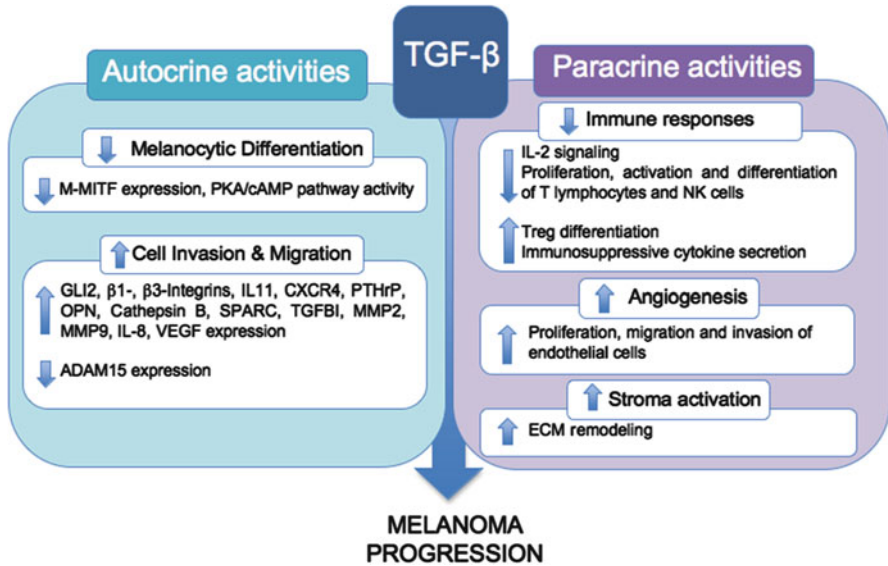 TGF-β
Autocrine activities
Melanocytic Differentiation
M-MITF expression, PKA/cAMP pathway activity
Cell Invasion & Migration
GLI2, β1-, β3-Integrins, IL11, CXCR4, PTHrP,
OPN, Cathepsin B, SPARC, TGFBI, MMP2,
MMP9, IL-8, VEGF expression
ADAM15 expression
Paracrine activities
Immune responses
IL-2 signaling
Proliferation, activation and differentiation
of T lymphocytes and NK cells
Treg differentiation
Immunosuppressive cytokine secretion
Angiogenesis
Proliferation, migration and invasion of
endothelial cells
Stroma activation
ECM remodeling
MELANOMA
PROGRESSION